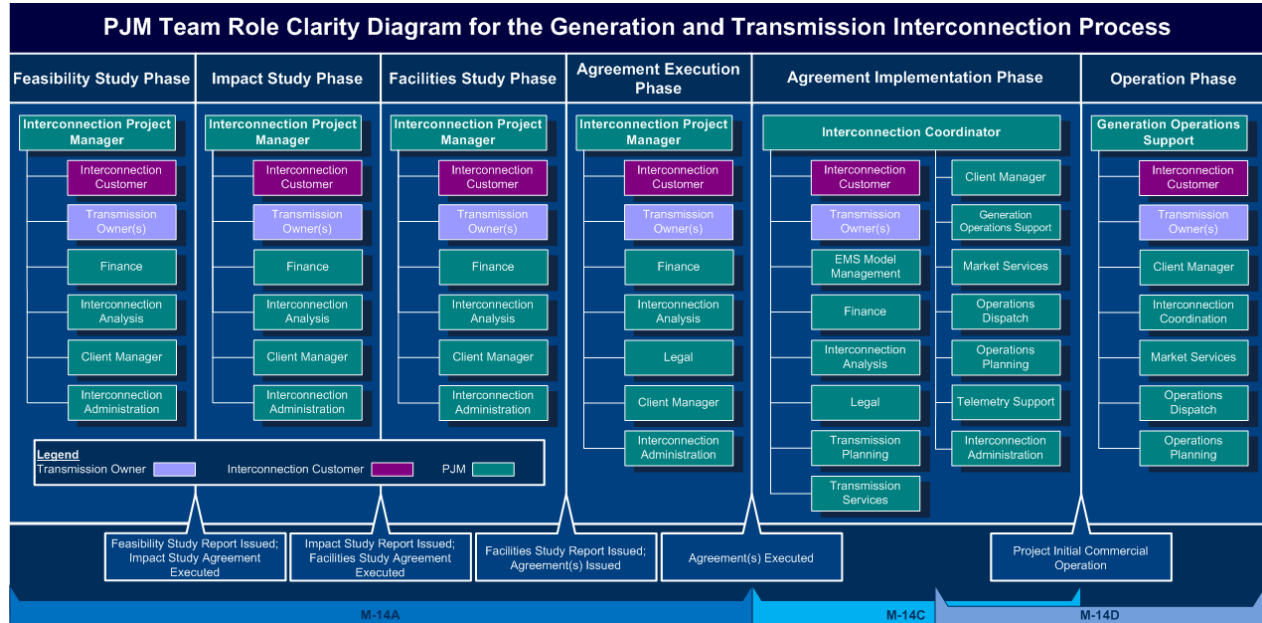 PJM Team Role Clarity Diagram for the Generation and Transmission Interconnection Process
Feasibility Study Phase
Impact Study Phase
Facilities Study Phase
Agreement Execution
Phase
Agreement Implementation Phase
Operation Phase
Interconnection Project
Manager
Interconnection
Customer
Transmission
Owner(s)
Finance
Interconnection
Analysis
Client Manager
Interconnection
Administration
Interconnection Project
Manager
Interconnection
Customer
Transmission
Owner(s)
Finance
Interconnection
Analysis
Client Manager
Interconnection
Administration
Interconnection Project
Manager
Interconnection
Customer
Transmission
Owner(s)
Finance
Interconnection
Analysis
Client Manager
Interconnection
Administration
Interconnection Project
Manager
Interconnection
Customer
Transmission
Owner(s)
Finance
Interconnection
Analysis
Legal
Client Manager
Interconnection
Administration
Interconnection Coordinator
Interconnection
Customer
Transmission
Owner(s)
EMS Model
Management
Finance
Interconnection
Analysis
Legal
Transmission
Planning
Transmission
Services
Client Manager
Generation
Operations Support
Market Services
Operations
Dispatch
Operations
Planning
Telemetry Support
Interconnection
Administration
Generation Operations
Support
Interconnection
Customer
Transmission
Owner(s)
Client Manager
Interconnection
Coordination
Market Services
Operations
Dispatch
Operations
Planning
Legend
Transmission Owner
Interconnection Customer
PJM
Feasibility Study Report Issued;
Impact Study Agreement
Executed
Impact Study Report Issued;
Facilities Study Agreement
Executed
Facilities Study Report Issued;
Agreement(s) Issued
Agreement(s) Executed
Project Initial Commercial
Operation
M-14A
M-14C
M-14D